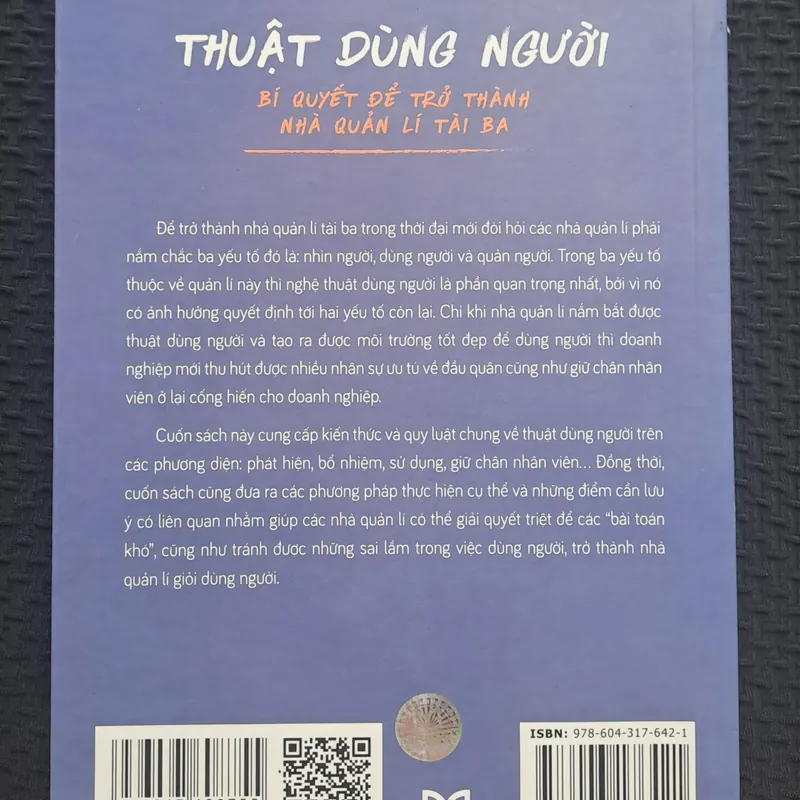 THUẬT DÙNG NGƯỜI
BÍ QUYẾT ĐỂ TRỞ THÀNH
NHÀ QUẢN LÍ TÀI BA
Để trở thành nhà quản lí tài ba trong thời đại mới đòi hỏi các nhà quản lí phải
nắm chắc ba yếu tố đó là: nhìn người, dùng người và quản người. Trong ba yếu tố
thuộc về quản lí này thì nghệ thuật dùng người là phần quan trọng nhất, bởi vì nó
có ảnh hưởng quyết định tới hai yếu tố còn lại. Chỉ khi nhà quản lí nắm bắt được
thuật dùng người và tạo ra được môi trường tốt đẹp để dùng người thì doanh
nghiệp mới thu hút được nhiều nhân sự ưu tú về đầu quân cũng như giữ chân nhân
viên ở lại cống hiến cho doanh nghiệp.
Cuốn sách này cung cấp kiến thức và quy luật chung về thuật dùng người trên
các phương diện: phát hiện, bổ nhiệm, sử dụng, giữ chân nhân viên... Đồng thời,
cuốn sách cũng đưa ra các phương pháp thực hiện cụ thể và những điểm cần lưu
ý có liên quan nhằm giúp các nhà quản lí có thể giải quyết triệt để các “bài toán
khó”, cũng như tránh được những sai lầm trong việc dùng người, trở thành nhà
quản lí giỏi dùng người.
ISBN: 978-604-317-642-1